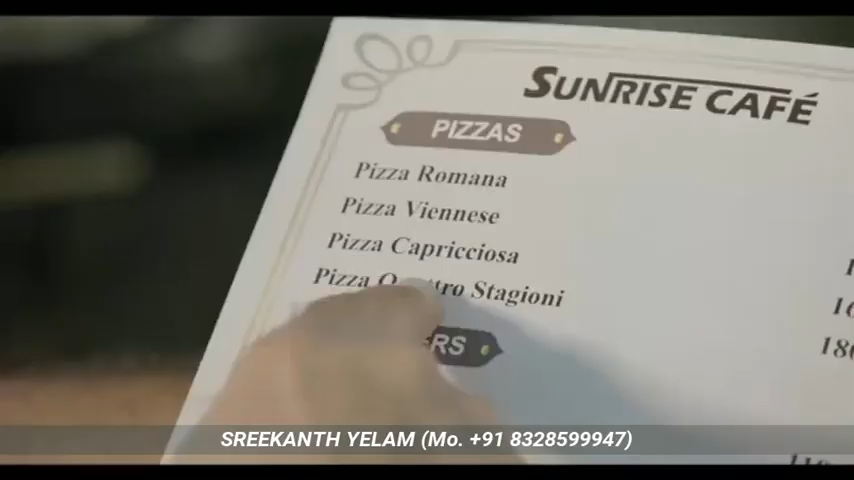 SUNRISE CAFÉ
PIZZAS
Pizza Romana
Pizza Viennese
Pizza Capricciosa
Pizza Stagioni
SREEKANTH YELAM (Mo. +91 8328599947)